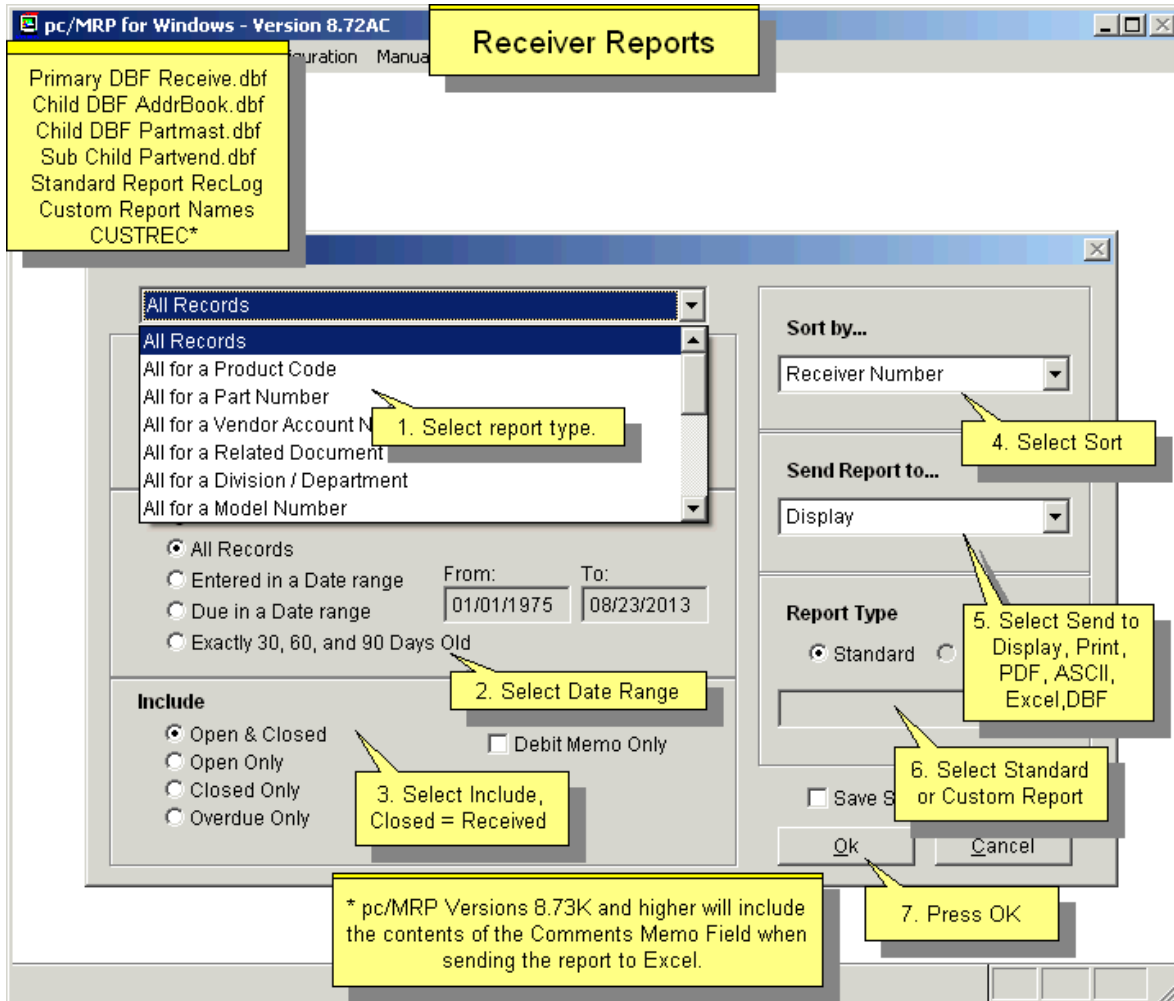 pc/MRP for Windows - Version 8.72AC
Receiver Reports
uration Manua
Primary DBF Receive.dbf
Child DBF AddrBook.dbf
Child DBF Partmast.dbf
Sub Child Partvend.dbf
Standard Report RecLog
Custom Report Names
CUSTREC*
All Records
All Records
All for a Product Code
All for a Part Number
All for a Vendor Account N
All for a Related Document
All for a Division / Department
All for a Model Number
1. Select report type.
All Records
Entered in a Date range
Due in a Date range
Exactly 30, 60, and 90 Days Old
From: To:
01/01/1975 08/23/2013
2. Select Date Range
Include
Open & Closed
Open Only
Closed Only
Overdue Only
Debit Memo Only
3. Select Include,
Closed = Received
Sort by...
Receiver Number
4. Select Sort
Send Report to...
Display
5. Select Send to
Display, Print,
PDF, ASCII,
Excel,DBF
Report Type
Standard
6. Select Standard
or Custom Report
Save S
Ok Cancel
7. Press OK
* pc/MRP Versions 8.73K and higher will include
the contents of the Comments Memo Field when
sending the report to Excel.